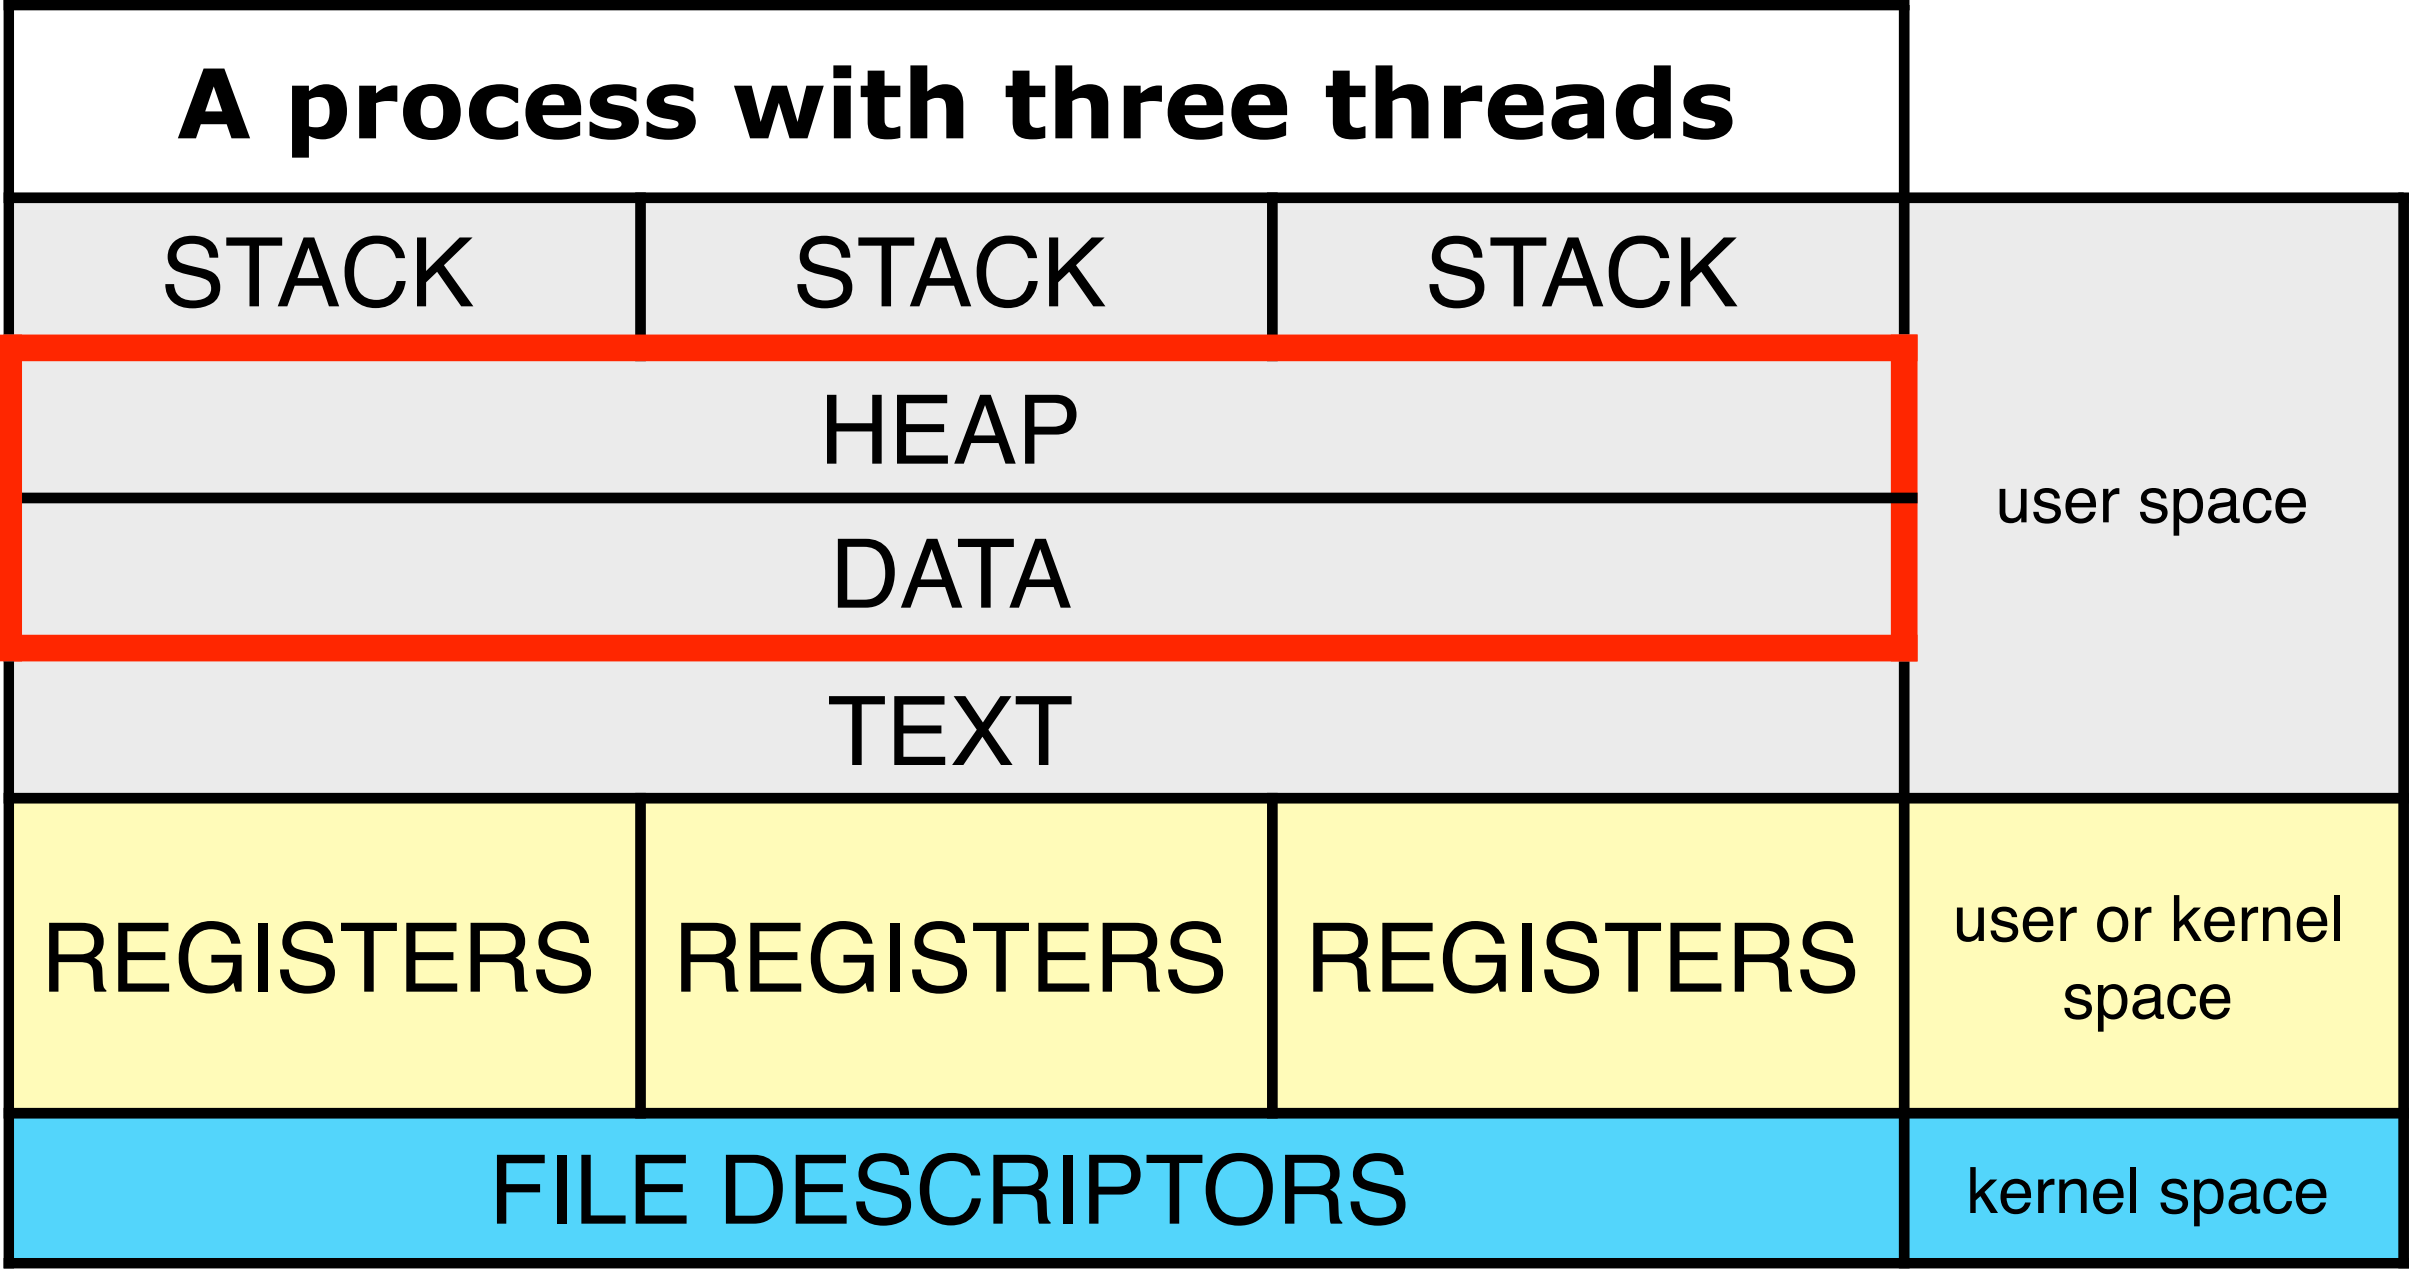 A process with three threads
STACK STACK STACK
HEAP
user space
DATA
TEXT
REGISTERS REGISTERS REGISTERS
user or kernel
space
FILE DESCRIPTORS
kernel space